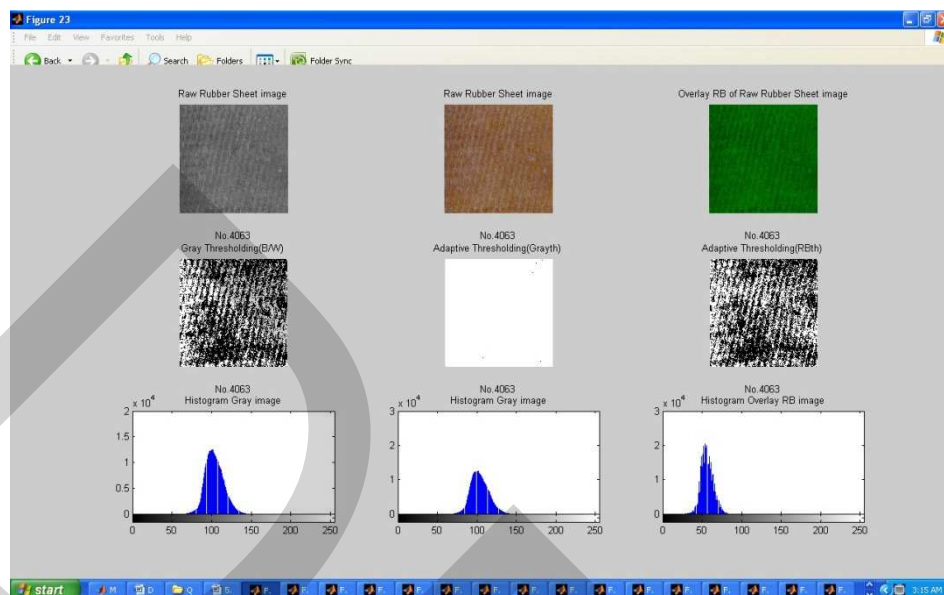 Figure 23
File Edit View Favorites Tools Help
Back Search Folders Folder Sync
Raw Rubber Sheet image Raw Rubber Sheet image Overlay RB of Raw Rubber Sheet image
No.4063 No.4063 No.4063
Gray Thresholding(B/W) Adaptive Thresholding(Grayth) Adaptive Thresholding(RBth)
No.4063 No.4063 No.4063
Histogram Gray image Histogram Gray image Histogram Overlay RB image
x 10^4 x 10^4 x 10^4
2 3 3
1.5 2 2
1 1 1
0.5
0 0 0
0 50 100 150 200 250 0 50 100 150 200 250 0 50 100 150 200 250
start M D Q 5. F. F. F. F. F. F. F. F. F. F. F. F. F. F. F. F. 3:15 AM